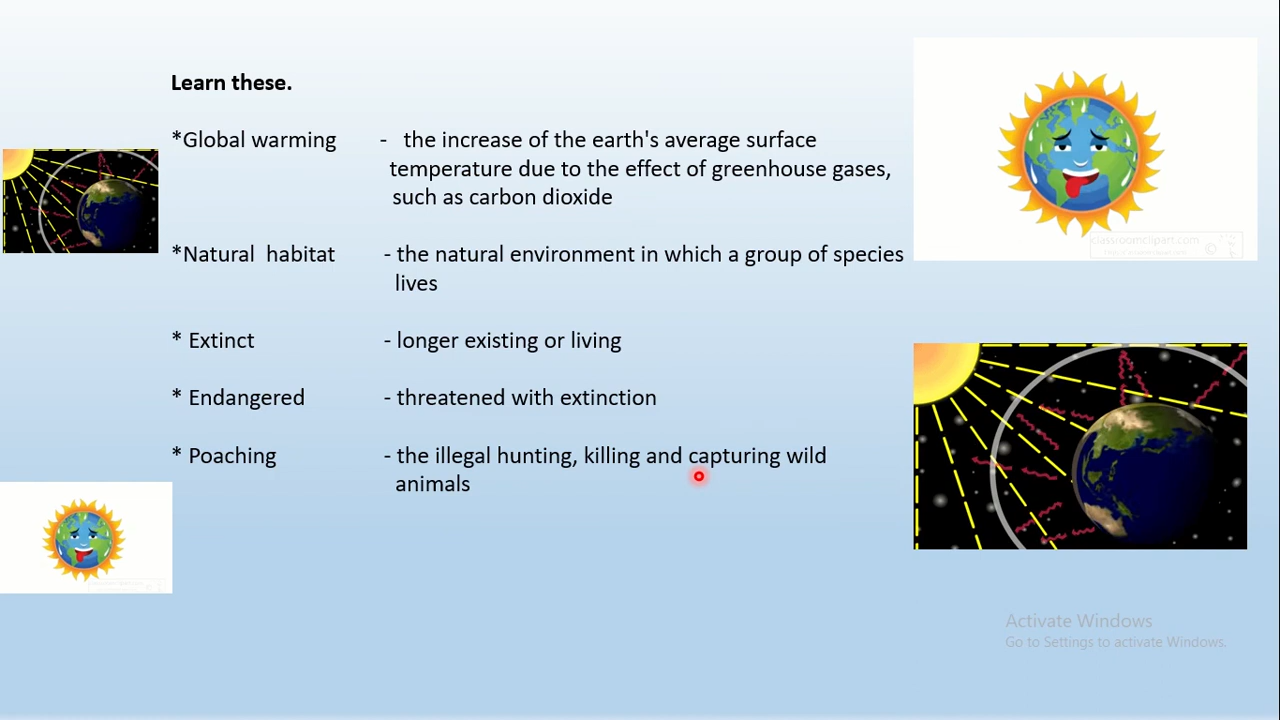 Learn these.
*Global warming - the increase of the earth's average surface
temperature due to the effect of greenhouse gases,
such as carbon dioxide
*Natural habitat - the natural environment in which a group of species
lives
* Extinct - longer existing or living
* Endangered - threatened with extinction
* Poaching - the illegal hunting, killing and capturing wild
animals
classroomclipart.com
Activate Windows
Go to Settings to activate Windows.